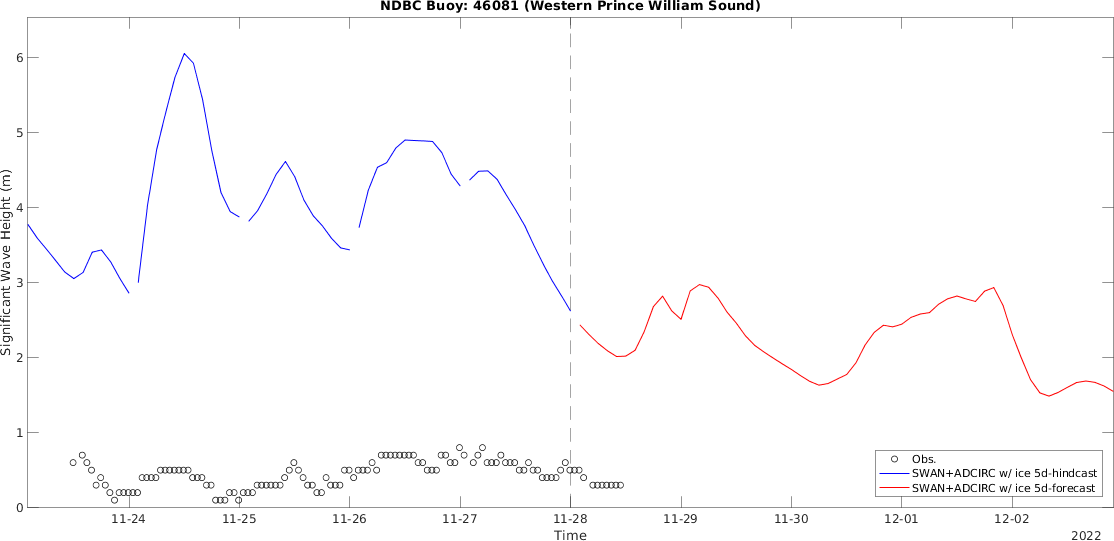 NDBC Buoy: 46081 (Western Prince William Sound)
6
5
4
3
2
1
0
Significant Wave Height (m)
Obs.
SWAN+ADCIRC w/ ice 5d-hindcast
SWAN+ADCIRC w/ ice 5d-forecast
11-24 11-25 11-26 11-27 11-28 11-29 11-30 12-01 12-02
Time
2022